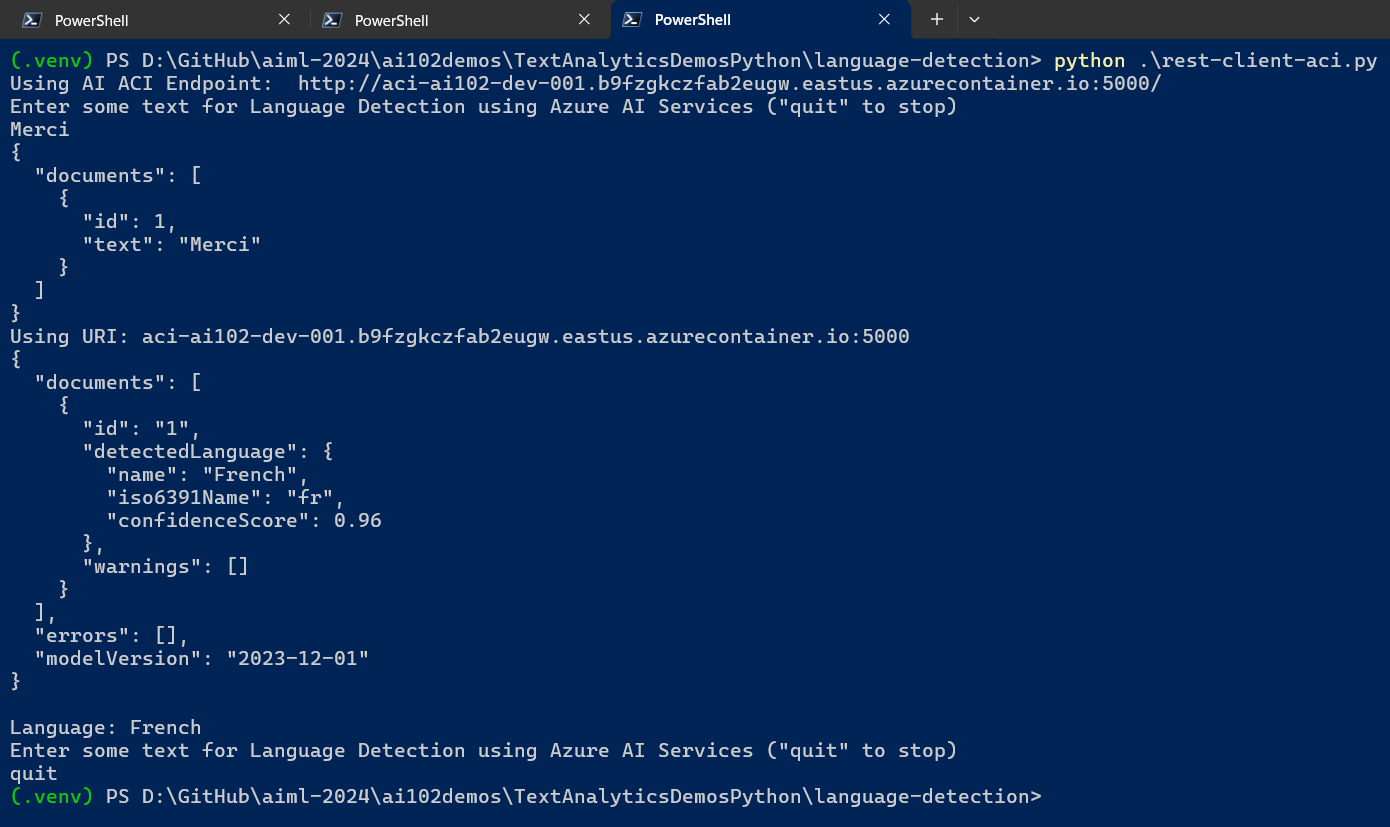 PowerShell
PowerShell
PowerShell
(.venv) PS D:\GitHub\aiml-2024\ai102demos\TextAnalyticsDemosPython\language-detection> python .\rest-client-aci.py
Using AI ACI Endpoint:  http://aci-ai102-dev-001.b9fzgkczfab2eugw.eastus.azurecontainer.io:5000/
Enter some text for Language Detection using Azure AI Services ("quit" to stop)
Merci
{
  "documents": [
    {
      "id": 1,
      "text": "Merci"
    }
  ]
}
Using URI: aci-ai102-dev-001.b9fzgkczfab2eugw.eastus.azurecontainer.io:5000
{
  "documents": [
    {
      "id": "1",
      "detectedLanguage": {
        "name": "French",
        "iso6391Name": "fr",
        "confidenceScore": 0.96
      },
      "warnings": []
    }
  ],
  "errors": [],
  "modelVersion": "2023-12-01"
}

Language: French
Enter some text for Language Detection using Azure AI Services ("quit" to stop)
quit
(.venv) PS D:\GitHub\aiml-2024\ai102demos\TextAnalyticsDemosPython\language-detection>